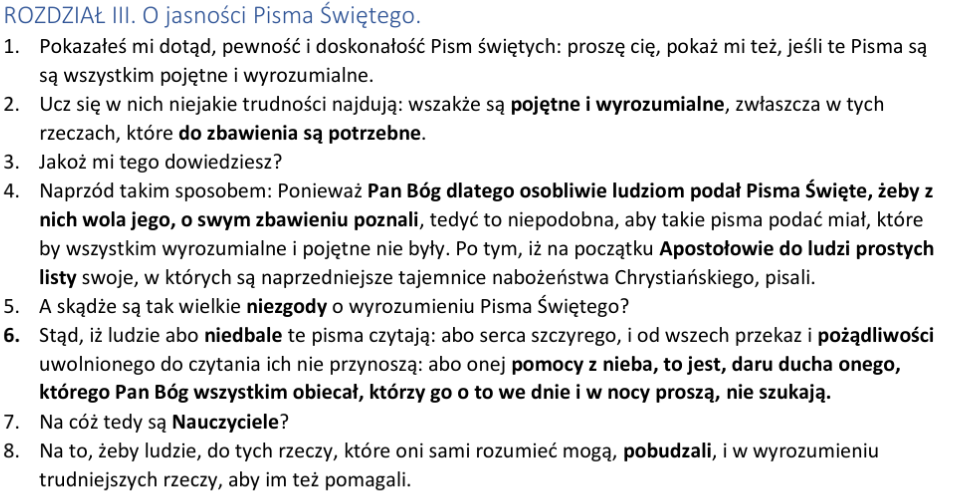 ROZDZIAŁ III. O jasności Pisma Świętego.
1. Pokazałeś mi dotąd, pewność i doskonałość Pism świętych: proszę cię, pokaż mi też, jeśli te Pisma są
są wszystkim pojętne i wyrozumialne.
2. Ucz się w nich niejakie trudności najdują: wszakże są pojętne i wyrozumialne, zwłaszcza w tych
rzeczach, które do zbawienia są potrzebne.
3. Jakoż mi tego dowiedziesz?
4. Naprzód takim sposobem: Ponieważ Pan Bóg dlatego osobliwie ludziom podał Pisma Święte, żeby z
nich wola jego, o swym zbawieniu poznali, tedyć to niepodobna, aby takie pisma podać miał, które
by wszystkim wyrozumialne i pojętne nie były. Po tym, iż na początku Apostołowie do ludzi prostych
listy swoje, w których są naprzedniejsze tajemnice nabożeństwa Chrystiańskiego, pisali.
5. A skądże są tak wielkie niezgody o wyrozumieniu Pisma Świętego?
6. Stąd, iż ludzie abo niedbale te pisma czytają: abo serca szczyrego, i od wszech przekaz i pożądliwości
uwolnionego do czytania ich nie przynoszą: abo onej pomocy z nieba, to jest, daru ducha onego,
którego Pan Bóg wszystkim obiecał, którzy go o to we dnie i w nocy proszą, nie szukają.
7. Na cóż tedy są Nauczyciele?
8. Na to, żeby ludzie, do tych rzeczy, które oni sami rozumieć mogą, pobudzali, i w wyrozumieniu
trudniejszych rzeczy, aby im też pomagali.